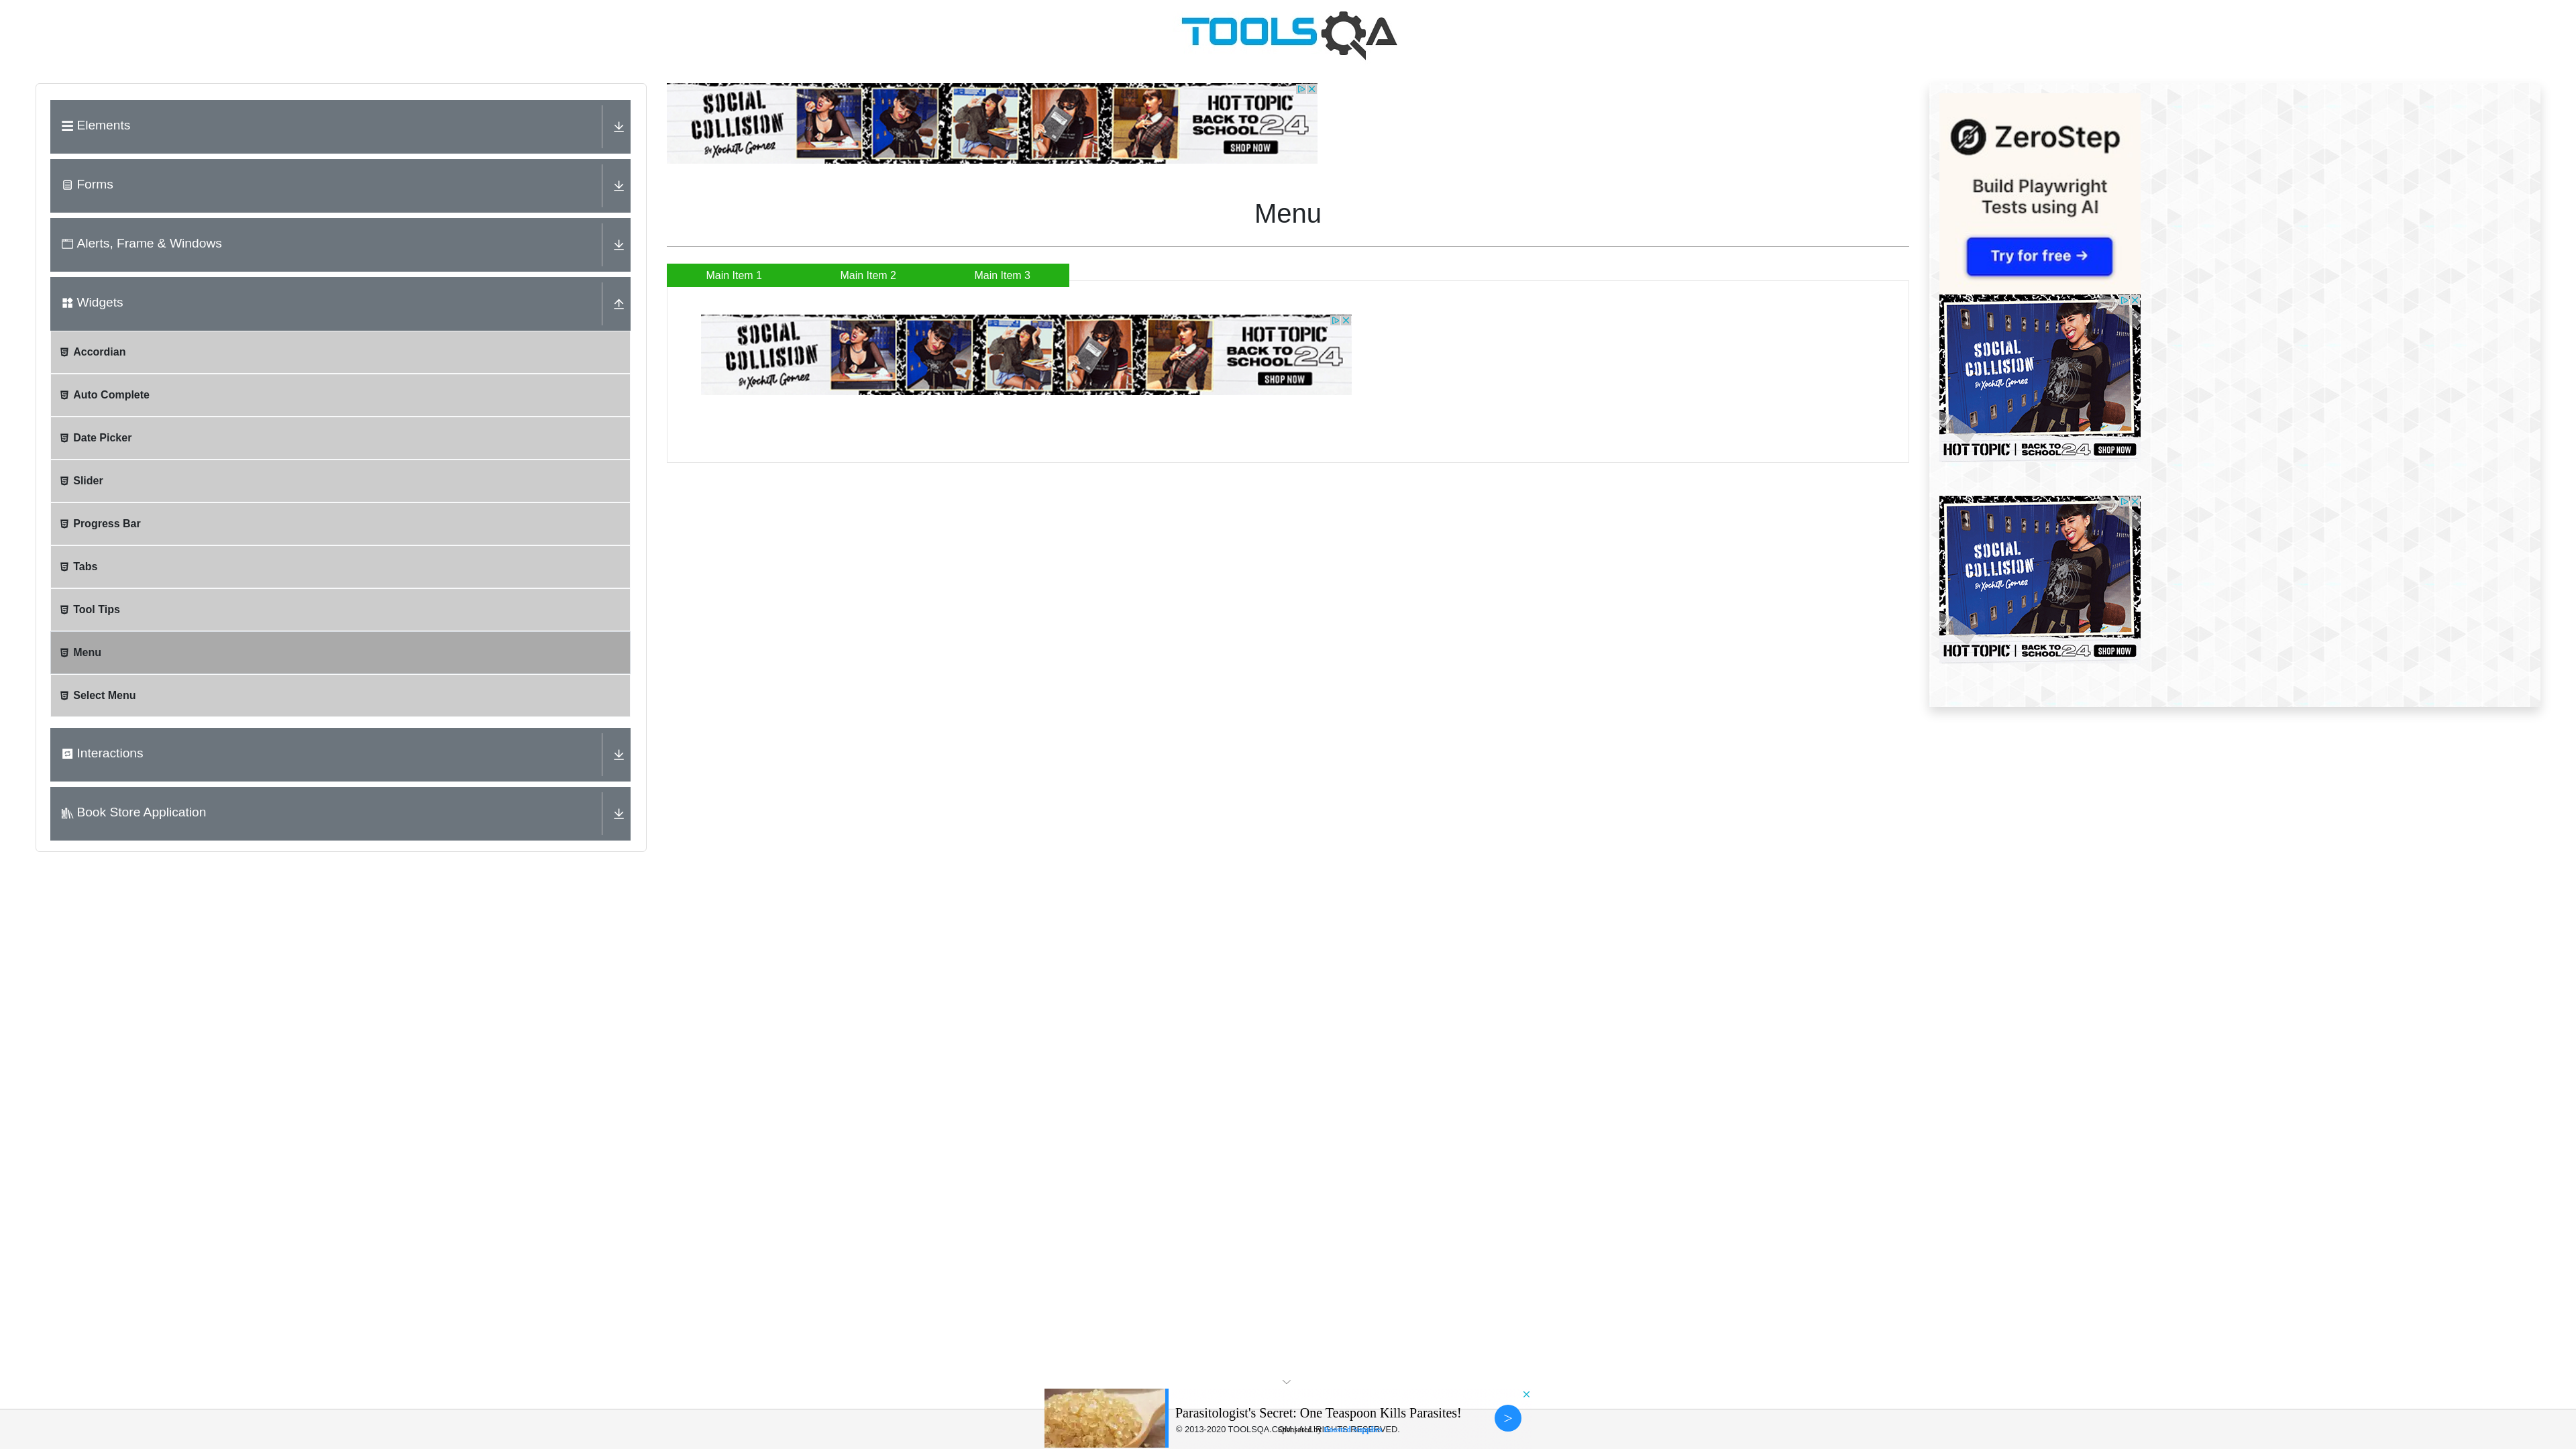 TOOLSQA
Elements
Forms
Alerts, Frame & Windows
Widgets
Accordian
Auto Complete
Date Picker
Slider
Progress Bar
Tabs
Tool Tips
Menu
Select Menu
Interactions
Book Store Application
SOCIAL
COLLISION
By Xochitl Gomez
HOT TOPIC
BACK TO
SCHOOL 24
SHOP NOW
Menu
Main Item 1
Main Item 2
Main Item 3
SOCIAL
COLLISION
By Xochitl Gomez
HOT TOPIC
BACK TO
SCHOOL 24
SHOP NOW
ZeroStep
Build Playwright
Tests using AI
Try for free →
SOCIAL
COLLISION
By Xochitl Gomez
HOT TOPIC | BACK TO SCHOOL 24 SHOP NOW
SOCIAL
COLLISION
By Xochitl Gomez
HOT TOPIC | BACK TO SCHOOL 24 SHOP NOW
Parasitologist's Secret: One Teaspoon Kills Parasites!
© 2013-2020 TOOLSQA.COM | ALL RIGHTS RESERVED.